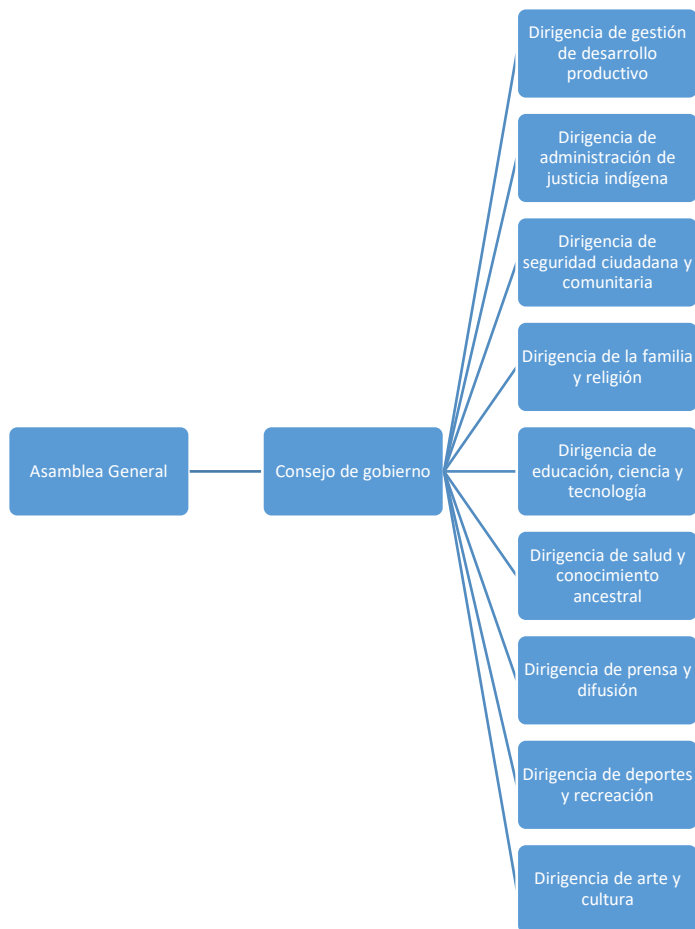 Dirigencia de gestión
de desarrollo
productivo
Dirigencia de
administración de
justicia indígena
Dirigencia de
seguridad ciudadana y
comunitaria
Dirigencia de la familia
y religión
Asamblea General
Consejo de gobierno
Dirigencia de
educación, ciencia y
tecnología
Dirigencia de salud y
conocimiento
ancestral
Dirigencia de prensa y
difusión
Dirigencia de deportes
y recreación
Dirigencia de arte y
cultura